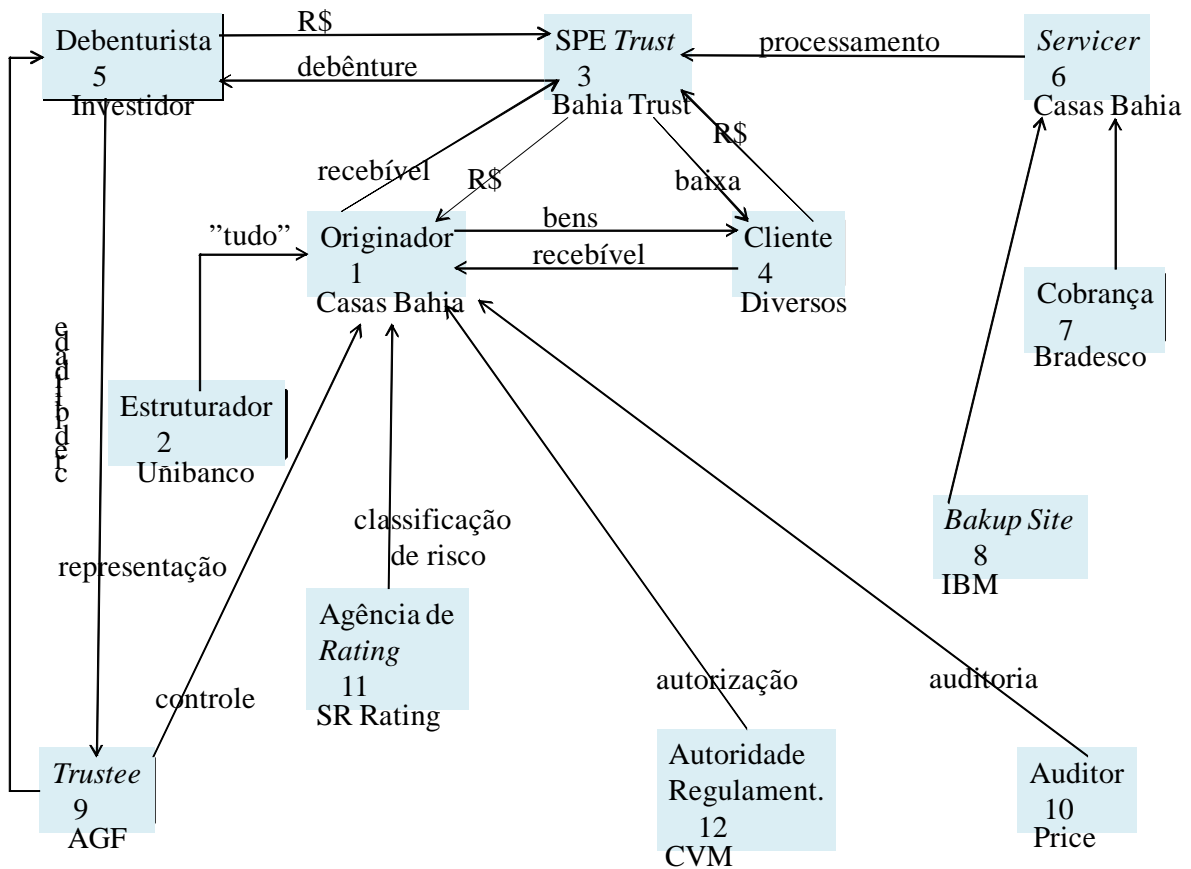 Debenturista
5
Investidor
R$
debênture
SPE Trust
3
Bahia Trust
processamento
Servicer
6
Casas Bahia
recebível
R$
baixa
R$
”tudo”
Originador
1
Casas Bahia
bens
recebível
Cliente
4
Diversos
Cobrança
7
Bradesco
credibilidade
Estruturador
2
Unibanco
classificação
de risco
Bakup Site
8
IBM
representação
Agência de
Rating
11
SR Rating
controle
autorização
auditoria
Trustee
9
AGF
Autoridade
Regulament.
12
CVM
Auditor
10
Price